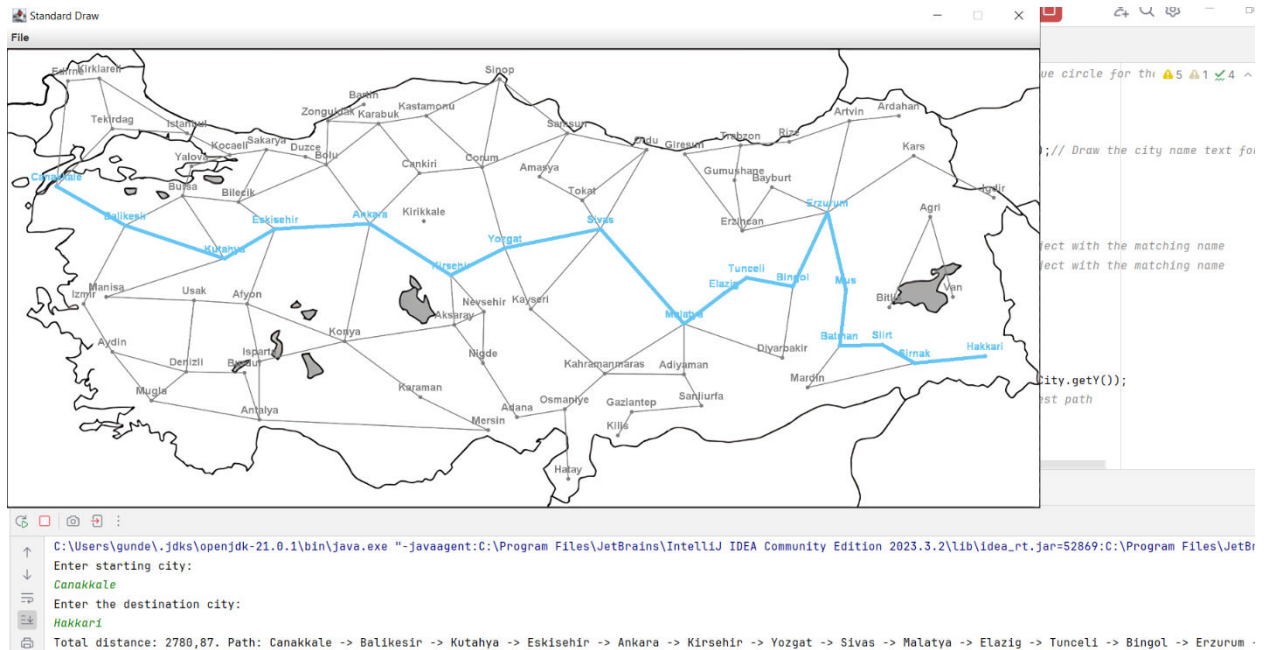 Standard Draw
File
Edirne Kirklareli
Sinop
ue circle for the 5 1 4
Bartin
Zonguldak Karabuk Kastamonu
Ardahan
Artvin
Tekirdag
Istanbul
Samsun
Trabzon Rize
Kocaeli Sakarya Duzce
Ordu Giresun
Kars
);// Draw the city name text for
Yalova
Bolu
Cankiri
Corum
Amasya
Gumushane
Bayburt
Canakkale
Bursa
Bilecik
Tokat
Igdir
Balikesir
Eskisehir
Ankara
Kirikkale
Sivas
Erzincan
Erzurum
Agri
Kutahya
Yozgat
ject with the matching name
Kirsehir
Tunceli
ject with the matching name
Izmir
Manisa
Usak
Afyon
Elazig
Bingol
Mus
Bitlis
Van
Nevsehir
Kayseri
Aksaray
Malatya
Konya
Aydin
Isparta
Batman
Siirt
Hakkari
Denizli
Burdur
Nigde
Diyarbakir
Sirnak
Kahramanmaras
Adiyaman
Mugla
Karaman
Mardin
City.getY());
Antalya
Osmaniye
Gaziantep
Sanliurfa
est path
Mersin
Adana
Kilis
Hatay
C:\Users\gunde\.jdks\openjdk-21.0.1\bin\java.exe "-javaagent:C:\Program Files\JetBrains\IntelliJ IDEA Community Edition 2023.3.2\lib\idea_rt.jar=52869:C:\Program Files\JetBr
Enter starting city:
Canakkale
Enter the destination city:
Hakkari
Total distance: 2780,87. Path: Canakkale -> Balikesir -> Kutahya -> Eskisehir -> Ankara -> Kirsehir -> Yozgat -> Sivas -> Malatya -> Elazig -> Tunceli -> Bingol -> Erzurum -